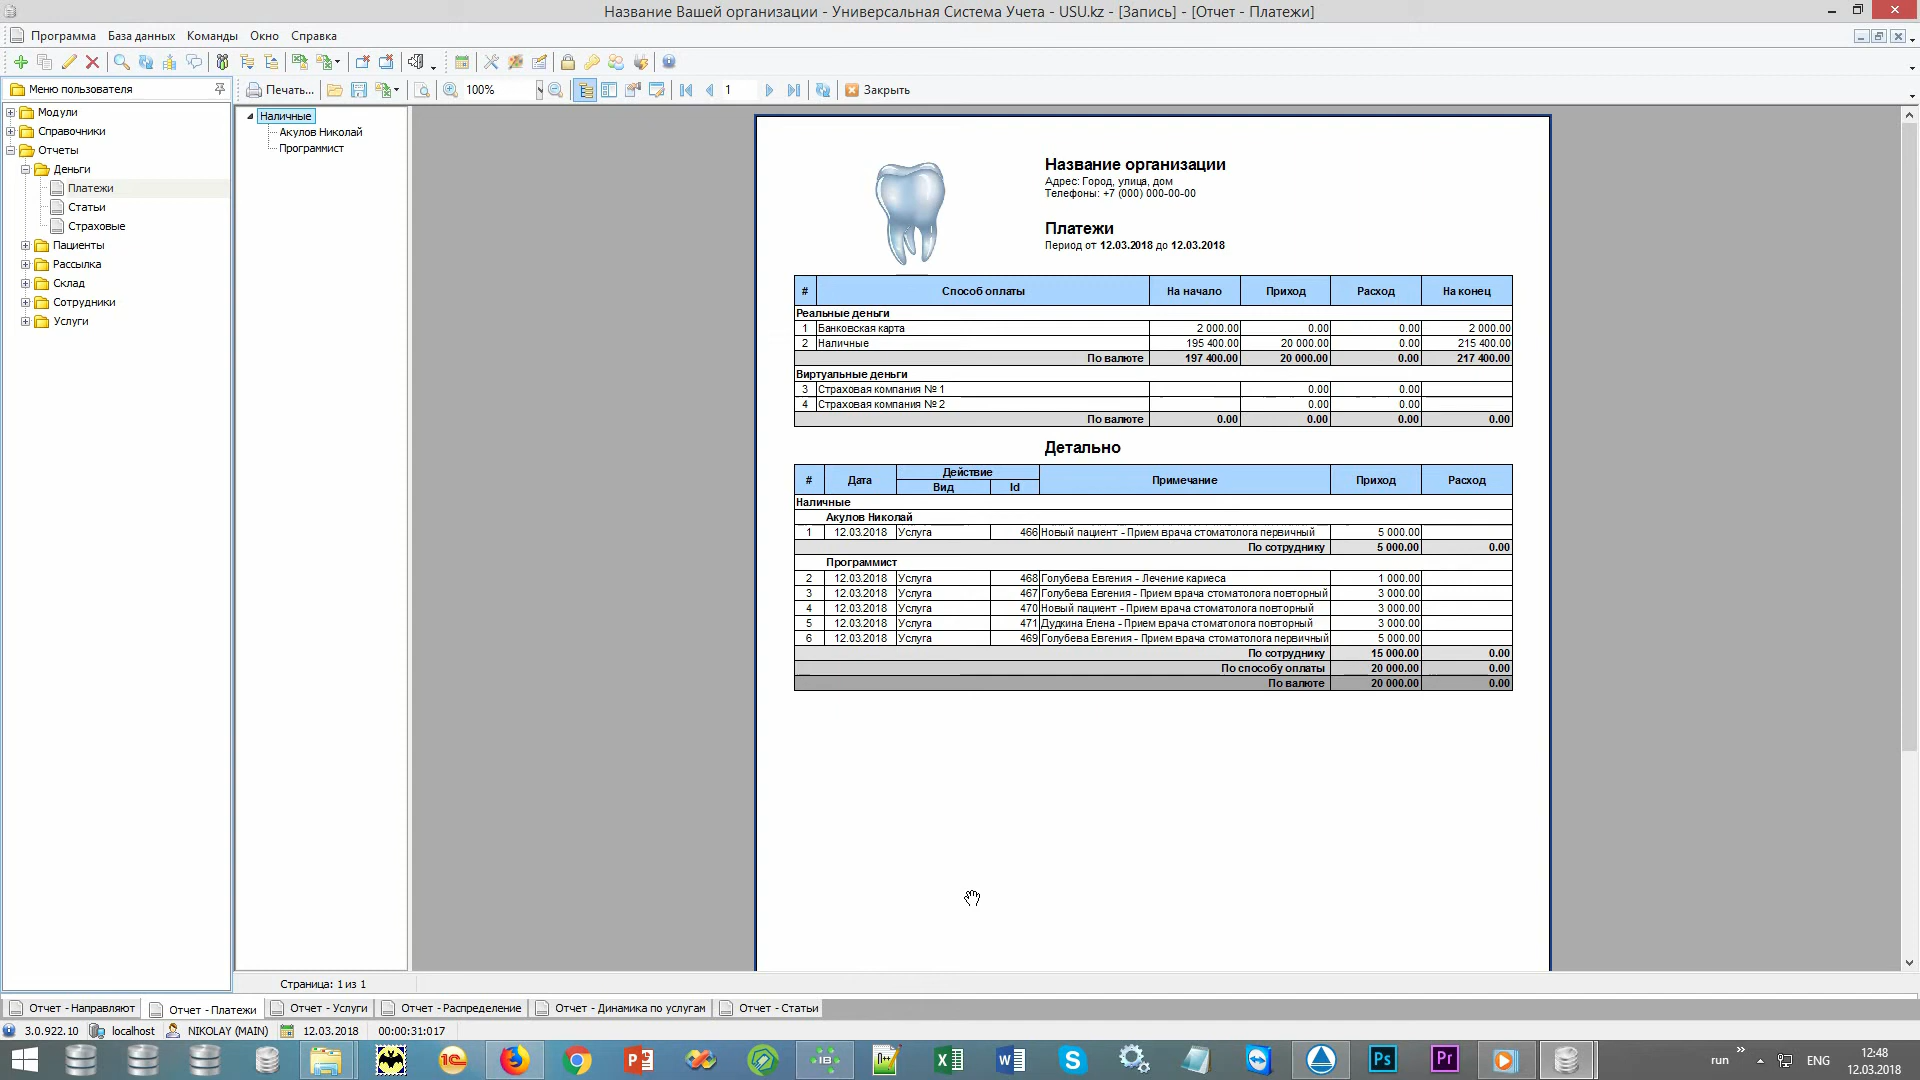 Название Вашей организации - Универсальная Система Учета - USU.kz - [Запись] - [Отчет - Платежи]
Программа База данных Команды Окно Справка
Меню пользователя
Печать... 100% 1 Закрыть
Модули
Справочники
Отчеты
Деньги
Платежи
Статьи
Страховые
Пациенты
Рассылка
Склад
Сотрудники
Услуги
Наличные
Акулов Николай
Программист
Название организации
Адрес: Город, улица, дом
Телефоны: +7 (000) 000-00-00
Платежи
Период от 12.03.2018 до 12.03.2018
# Способ оплаты На начало Приход Расход На конец
Реальные деньги
1 Банковская карта 2 000.00 0.00 0.00 2 000.00
2 Наличные 195 400.00 20 000.00 0.00 215 400.00
По валюте 197 400.00 20 000.00 0.00 217 400.00
Виртуальные деньги
3 Страховая компания № 1 0.00 0.00
4 Страховая компания № 2 0.00 0.00
По валюте 0.00 0.00 0.00 0.00
Детально
# Дата Действие Примечание Приход Расход
Вид Id
Наличные
Акулов Николай
1 12.03.2018 Услуга 466 Новый пациент - Прием врача стоматолога первичный 5 000.00
По сотруднику 5 000.00 0.00
Программист
2 12.03.2018 Услуга 468 Голубева Евгения - Лечение кариеса 1 000.00
3 12.03.2018 Услуга 467 Голубева Евгения - Прием врача стоматолога повторный 3 000.00
4 12.03.2018 Услуга 470 Новый пациент - Прием врача стоматолога повторный 3 000.00
5 12.03.2018 Услуга 471 Дудкина Елена - Прием врача стоматолога повторный 3 000.00
6 12.03.2018 Услуга 469 Голубева Евгения - Прием врача стоматолога первичный 5 000.00
По сотруднику 15 000.00 0.00
По способу оплаты 20 000.00 0.00
По валюте 20 000.00 0.00
Страница: 1 из 1
Отчет - Направляют Отчет - Платежи Отчет - Услуги Отчет - Распределение Отчет - Динамика по услугам Отчет - Статьи
3.0.922.10 localhost NIKOLAY (MAIN) 12.03.2018 00:00:31:017
run » ENG 12:48
12.03.2018